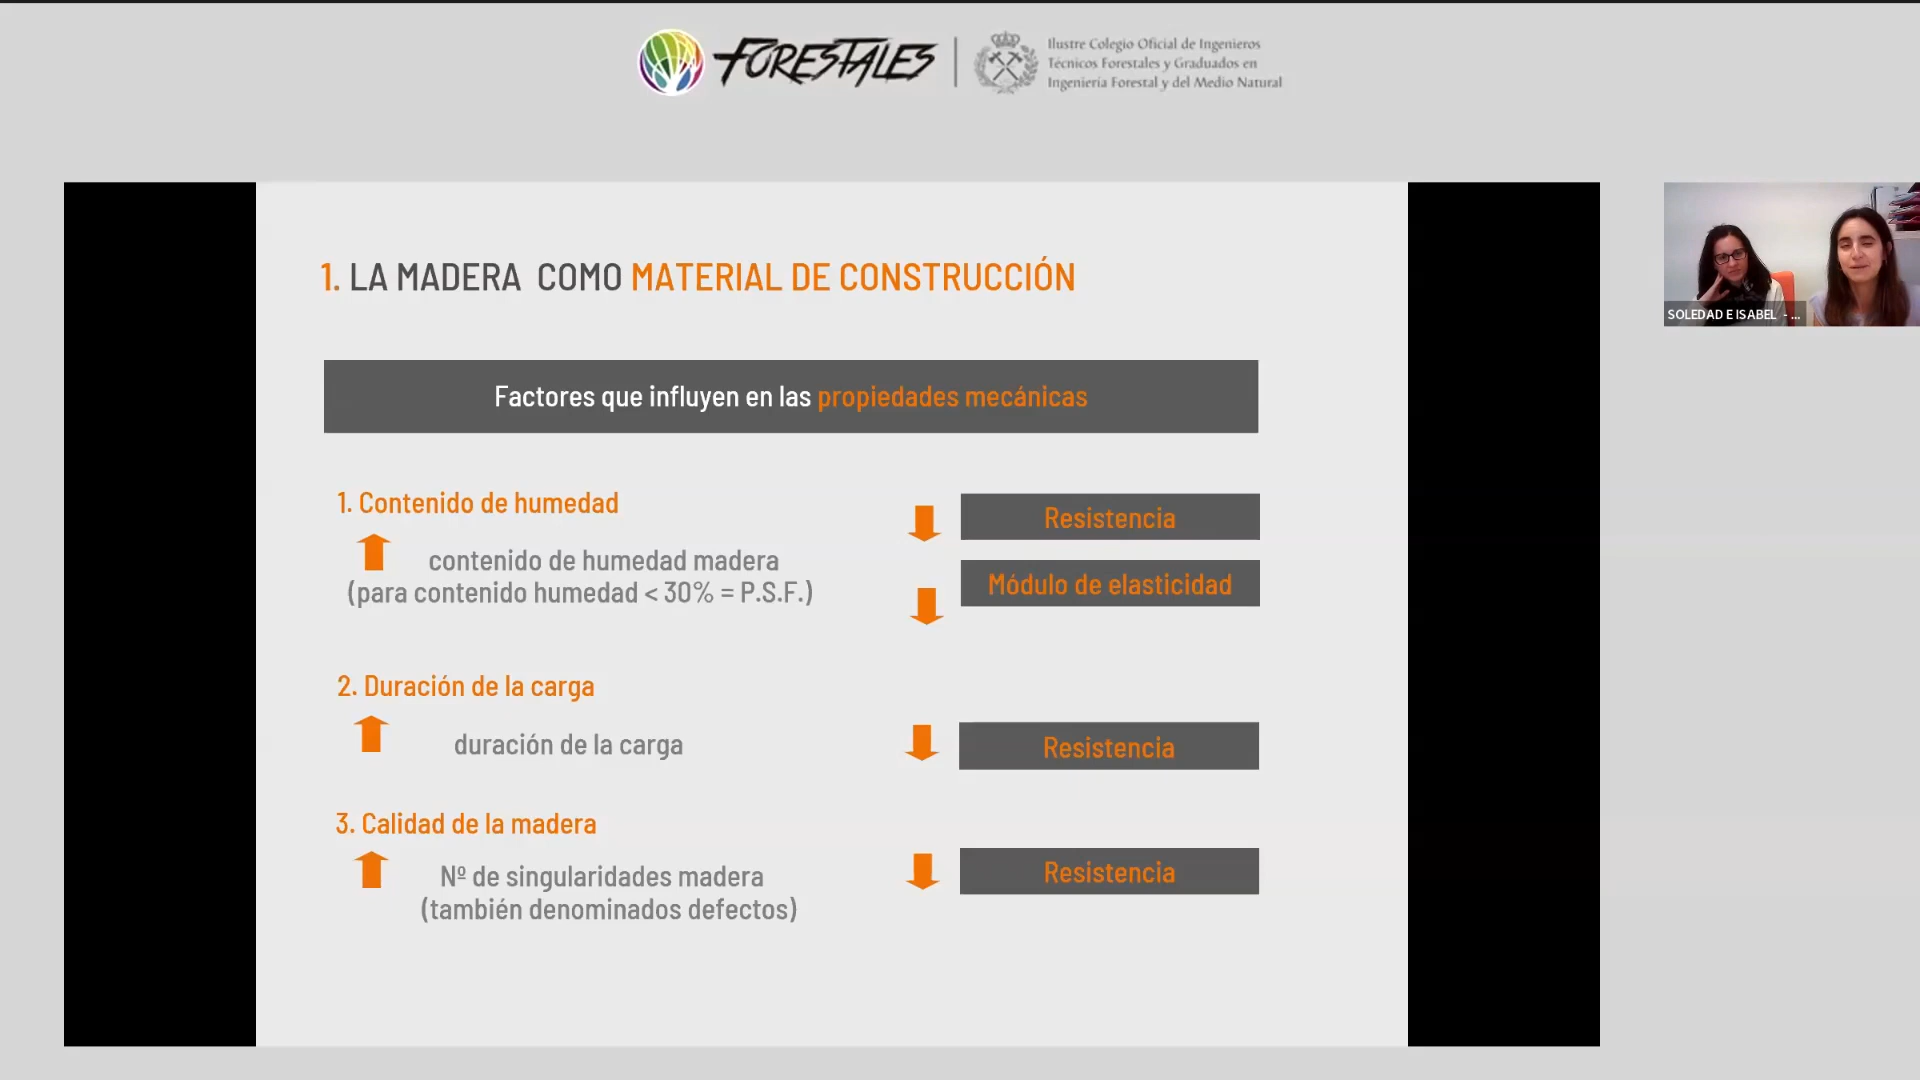 FORESTALES
Ilustre Colegio Oficial de Ingenieros
Técnicos Forestales y Graduados en
Ingeniería Forestal y del Medio Natural
1. LA MADERA COMO MATERIAL DE CONSTRUCCIÓN
Factores que influyen en las propiedades mecánicas
1. Contenido de humedad
contenido de humedad madera
(para contenido humedad < 30% = P.S.F.)
Resistencia
Módulo de elasticidad
2. Duración de la carga
duración de la carga
Resistencia
3. Calidad de la madera
Nº de singularidades madera
(también denominados defectos)
Resistencia
SOLEDAD E ISABEL - ...